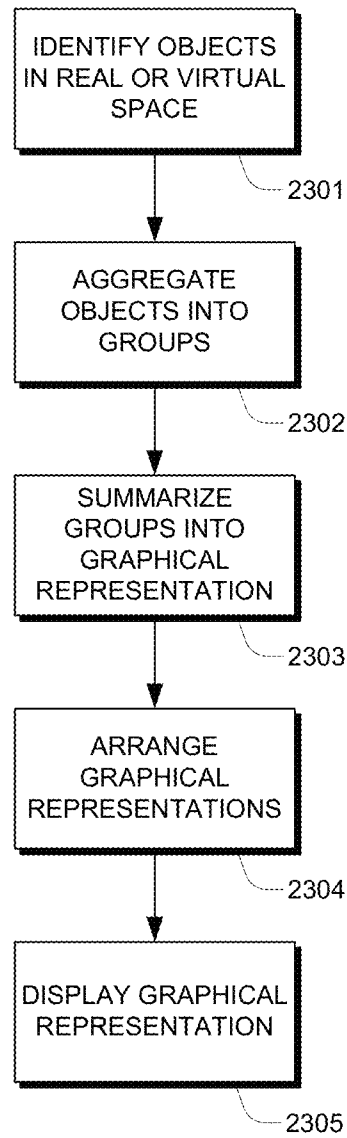 IDENTIFY OBJECTS
IN REAL OR VIRTUAL
SPACE
2301
AGGREGATE
OBJECTS INTO
GROUPS
2302
SUMMARIZE
GROUPS INTO
GRAPHICAL
REPRESENTATION
2303
ARRANGE
GRAPHICAL
REPRESENTATIONS
2304
DISPLAY GRAPHICAL
REPRESENTATION
2305